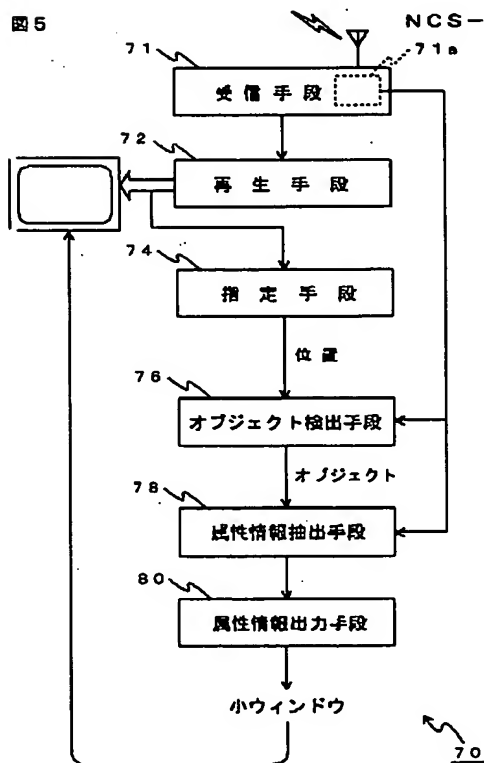 図5
NCS-
71
71a
受信手段
72
再生手段
74
指定手段
位置
76
オブジェクト検出手段
オブジェクト
78
属性情報抽出手段
80
属性情報出力手段
小ウィンドウ
70